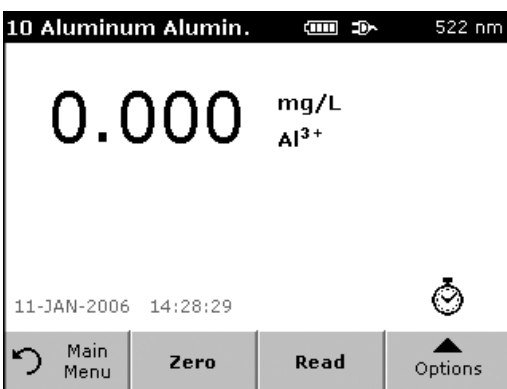 10 Aluminum Alumin. 522 nm
0.000 mg/L
Al³⁺
11-JAN-2006 14:28:29
Main Menu Zero Read Options